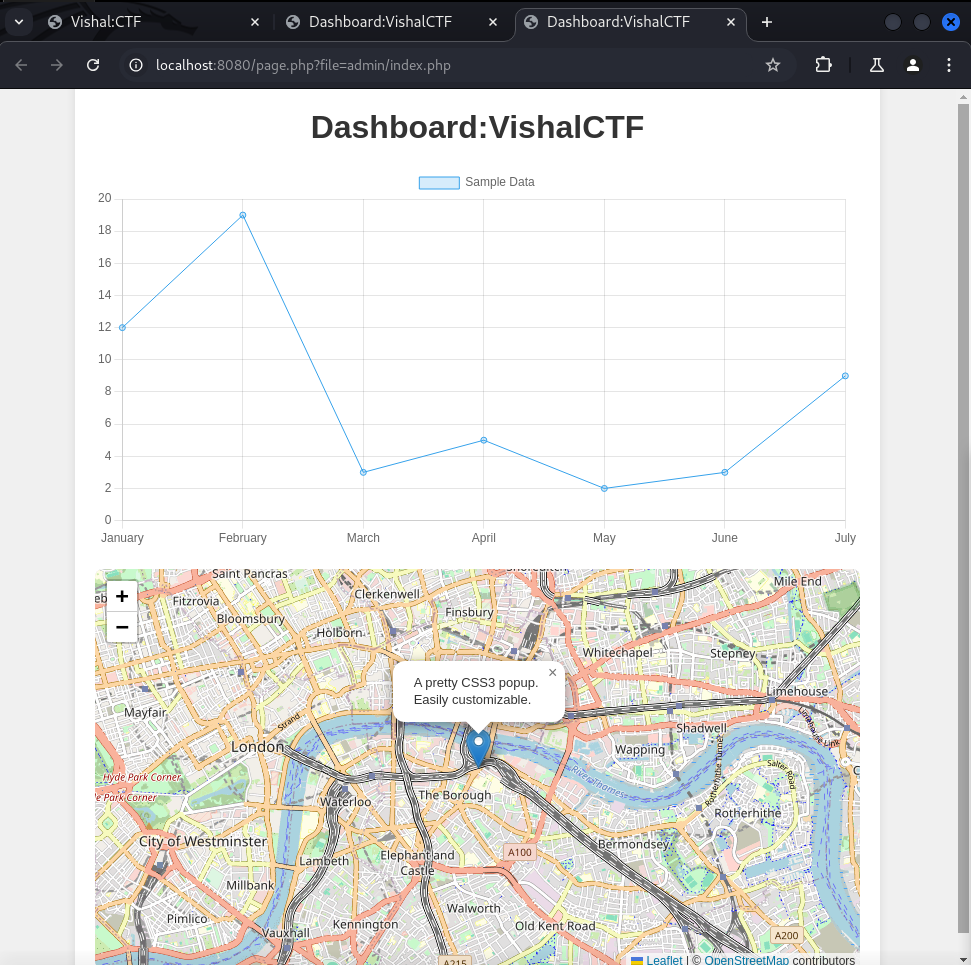 Vishal:CTF
Dashboard:VishalCTF
Dashboard:VishalCTF
localhost:8080/page.php?file=admin/index.php
Dashboard:VishalCTF
Sample Data
20
18
16
14
12
10
8
6
4
2
0
January February March April May June July
+
−
Saint Pancras
Mile End
Clerkenwell
Fitzrovia
Finsbury
Bloomsbury
Holborn
Whitechapel
Stepney
A pretty CSS3 popup.
Easily customizable.
×
Limehouse
Mayfair
Strand
Limehouse Link
Shadwell
London
Wapping
Rotherhithe Tunnel
Salter Road
River Thames
Hyde Park Corner
e Park Corner
The Borough
Waterloo
Rotherhithe
City of Westminster
Bermondsey
A100
Elephant and
Castle
Lambeth
Millbank
Walworth
Pimlico
Kennington
Old Kent Road
Vauxhall
A200
A215
Leaflet | © OpenStreetMap contributors